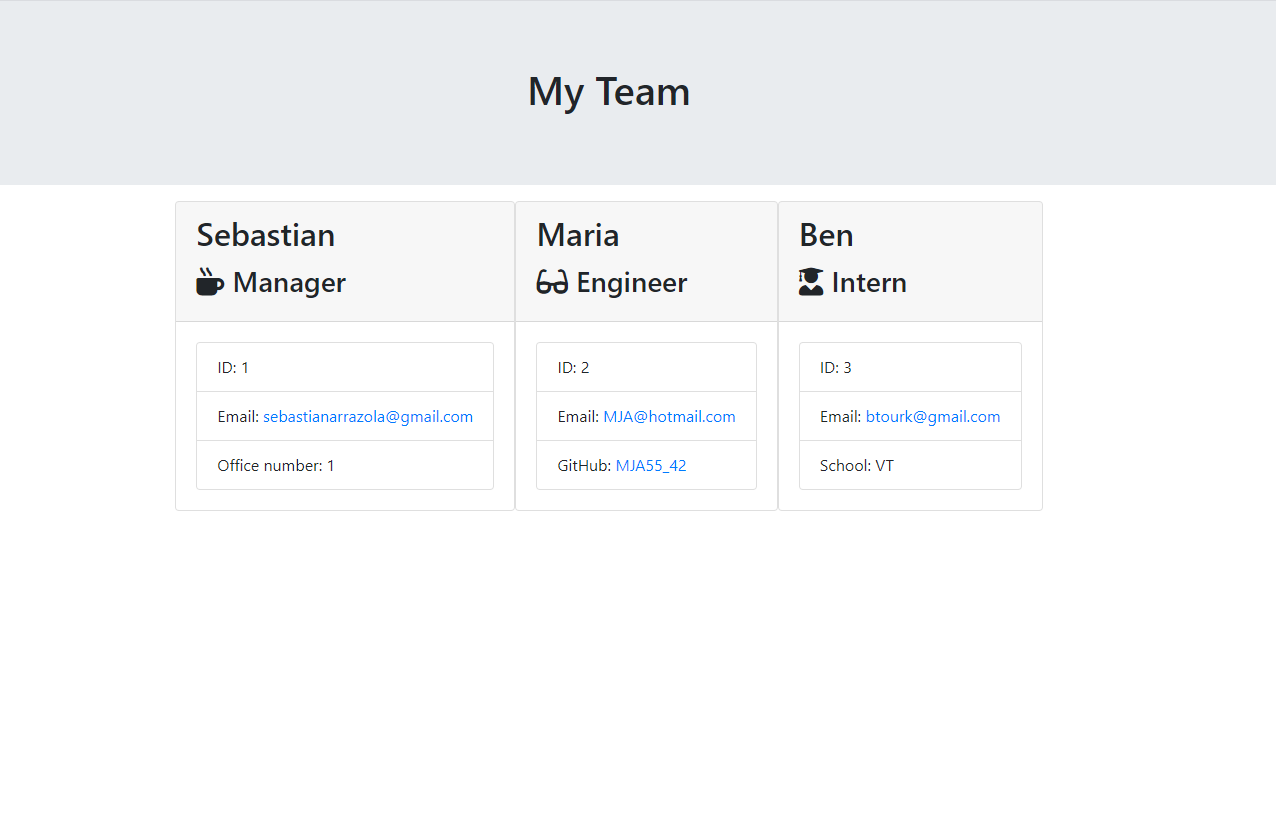 My Team
Sebastian
Manager
ID: 1
Email: sebastianarrazola@gmail.com
Office number: 1
Maria
Engineer
ID: 2
Email: MJA@hotmail.com
GitHub: MJA55_42
Ben
Intern
ID: 3
Email: btourk@gmail.com
School: VT